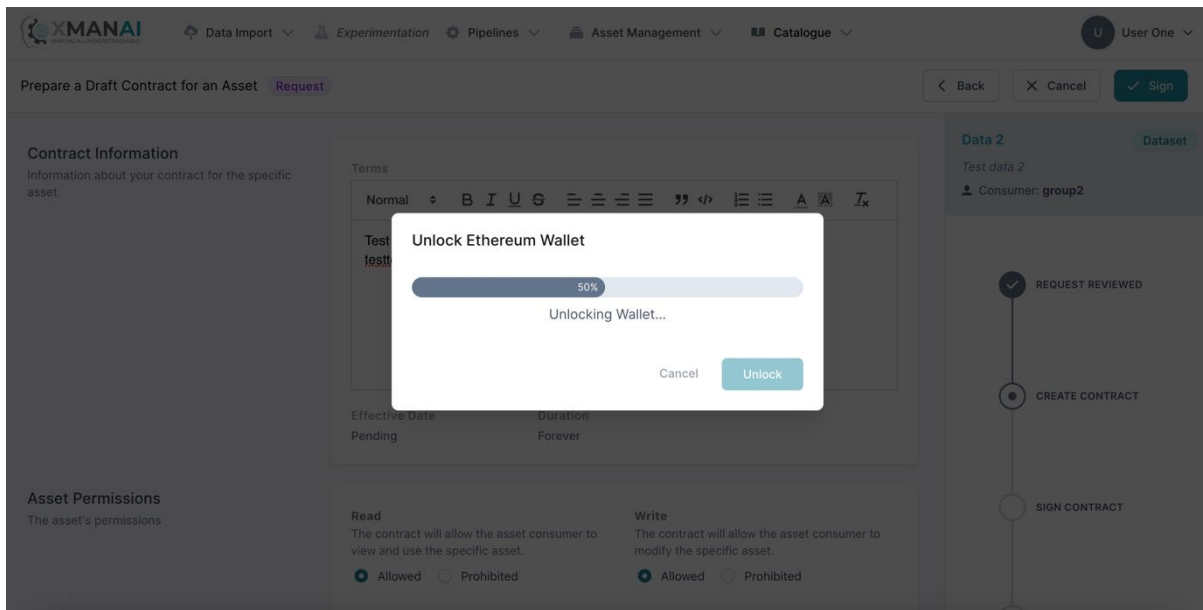 XMANAI
MAKING AI UNDERSTANDABLE
Data Import
Experimentation
Pipelines
Asset Management
Catalogue
U
User One
Prepare a Draft Contract for an Asset
Request
Back
Cancel
Sign
Contract Information
Information about your contract for the specific
asset
Terms
Normal
B I U S
A A Tx
Test
Unlock Ethereum Wallet
50%
Unlocking Wallet...
Cancel
Unlock
Effective Date
Duration
Pending
Forever
Asset Permissions
The asset's permissions
Read
The contract will allow the asset consumer to
view and use the specific asset.
Allowed
Prohibited
Write
The contract will allow the asset consumer to
modify the specific asset.
Allowed
Prohibited
Data 2
Dataset
Test data 2
Consumer: group2
REQUEST REVIEWED
CREATE CONTRACT
SIGN CONTRACT